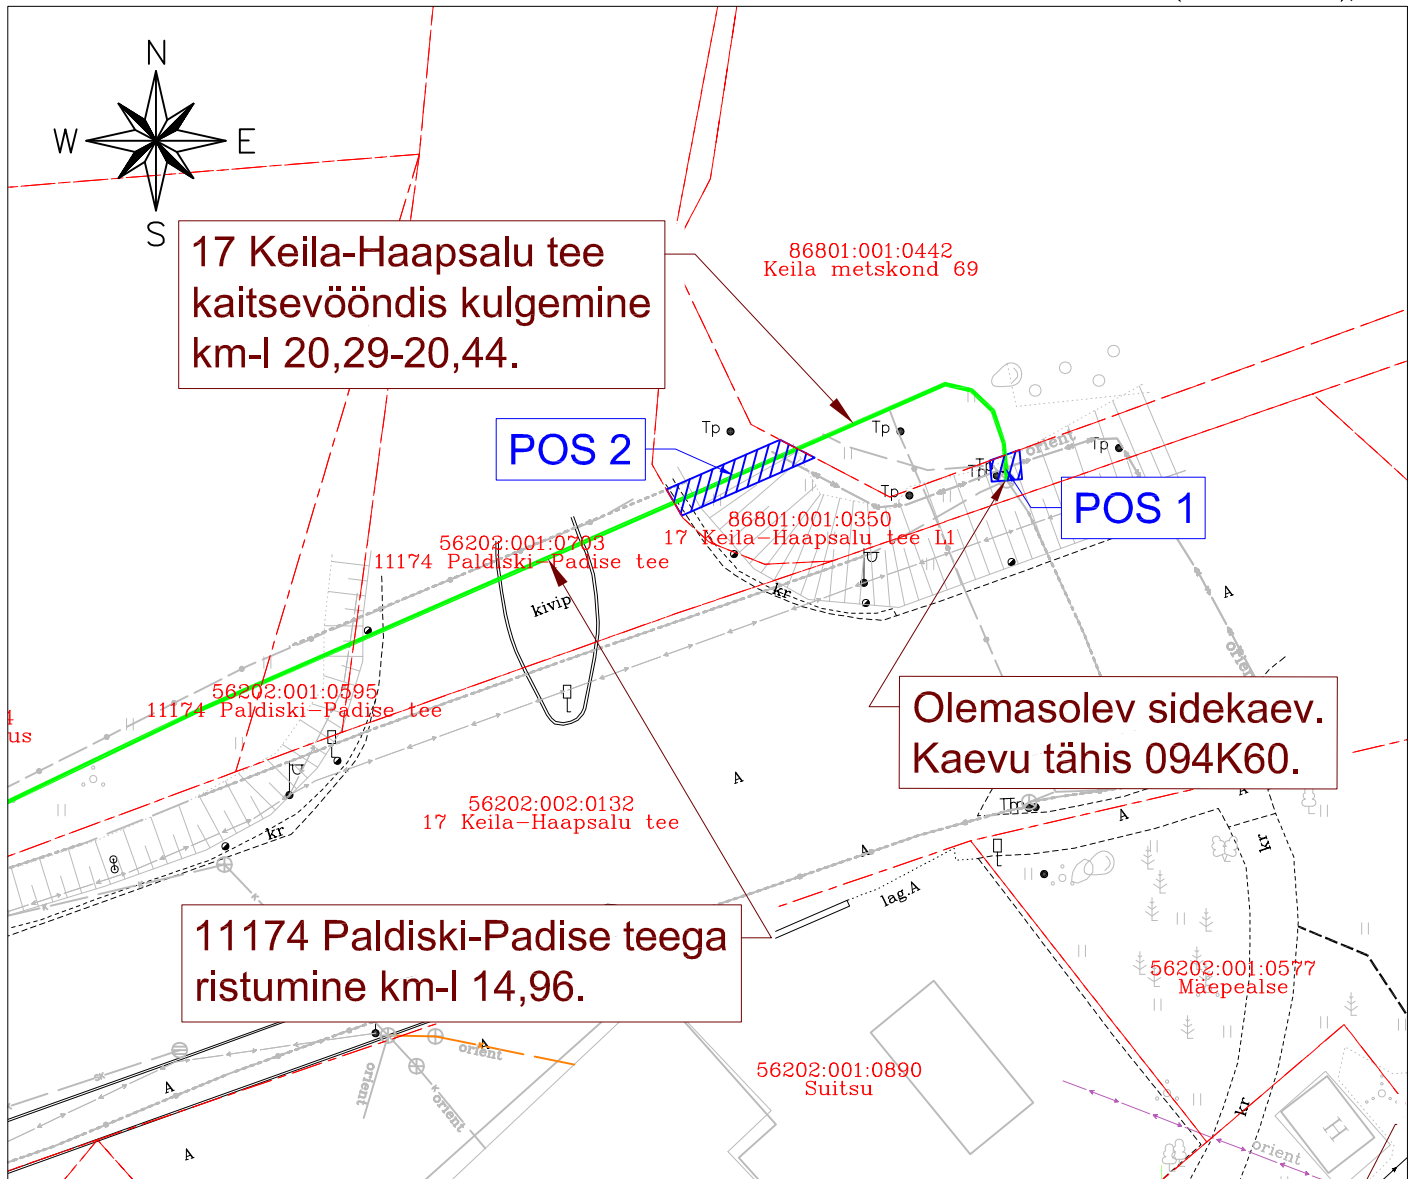 N
W E
S
17 Keila-Haapsalu tee
kaitsevööndis kulgemine
km-l 20,29-20,44.
86801:001:0442
Keila metskond 69
POS 2
Tp
Tp
orient
Tp
Tp
Tp
POS 1
86801:001:0350
17 Keila-Haapsalu tee L1
56202:001:0703
11174 Paldiski-Padise tee
kivip
kr
A
orient
56202:001:0595
11174 Paldiski-Padise tee
us
Olemasolev sidekaev.
Kaevu tähis 094K60.
A
56202:002:0132
17 Keila-Haapsalu tee
kr
A
A
A
kr
lag.A
11174 Paldiski-Padise teega
ristumine km-l 14,96.
56202:001:0577
Mäepealse
A
orient
56202:001:0890
Suitsu
A
orient
orient
kr
H
orient
A